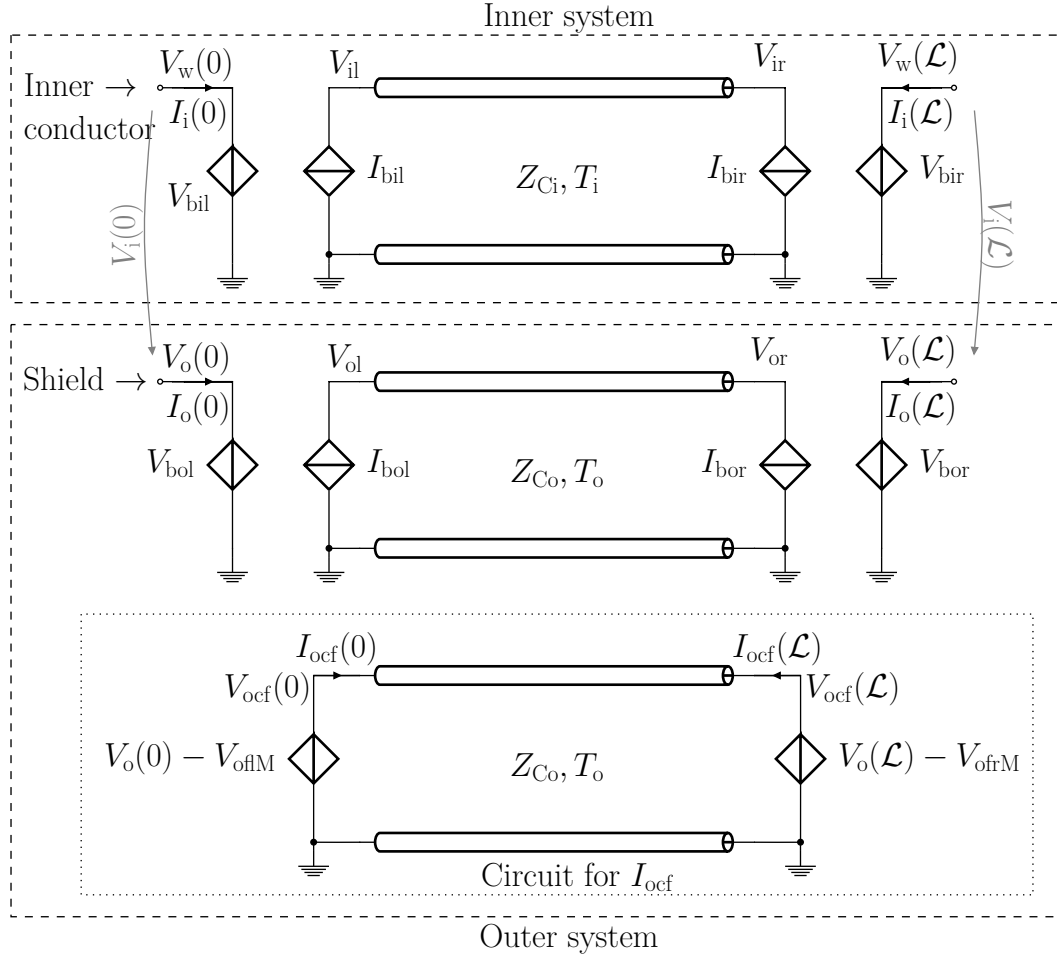 Inner system
V_w(0) V_il V_ir V_w(ℒ)
Inner →
I_i(0) I_i(ℒ)
conductor
V_bil I_bil Z_Ci, T_i I_bir V_bir
V_i(0) V_i(ℒ)
V_o(0) V_ol V_or V_o(ℒ)
Shield →
I_o(0) I_o(ℒ)
V_bol I_bol Z_Co, T_o I_bor V_bor
I_ocf(0) I_ocf(ℒ)
V_ocf(0) V_ocf(ℒ)
V_o(0) − V_oflM Z_Co, T_o V_o(ℒ) − V_ofrM
Circuit for I_ocf
Outer system